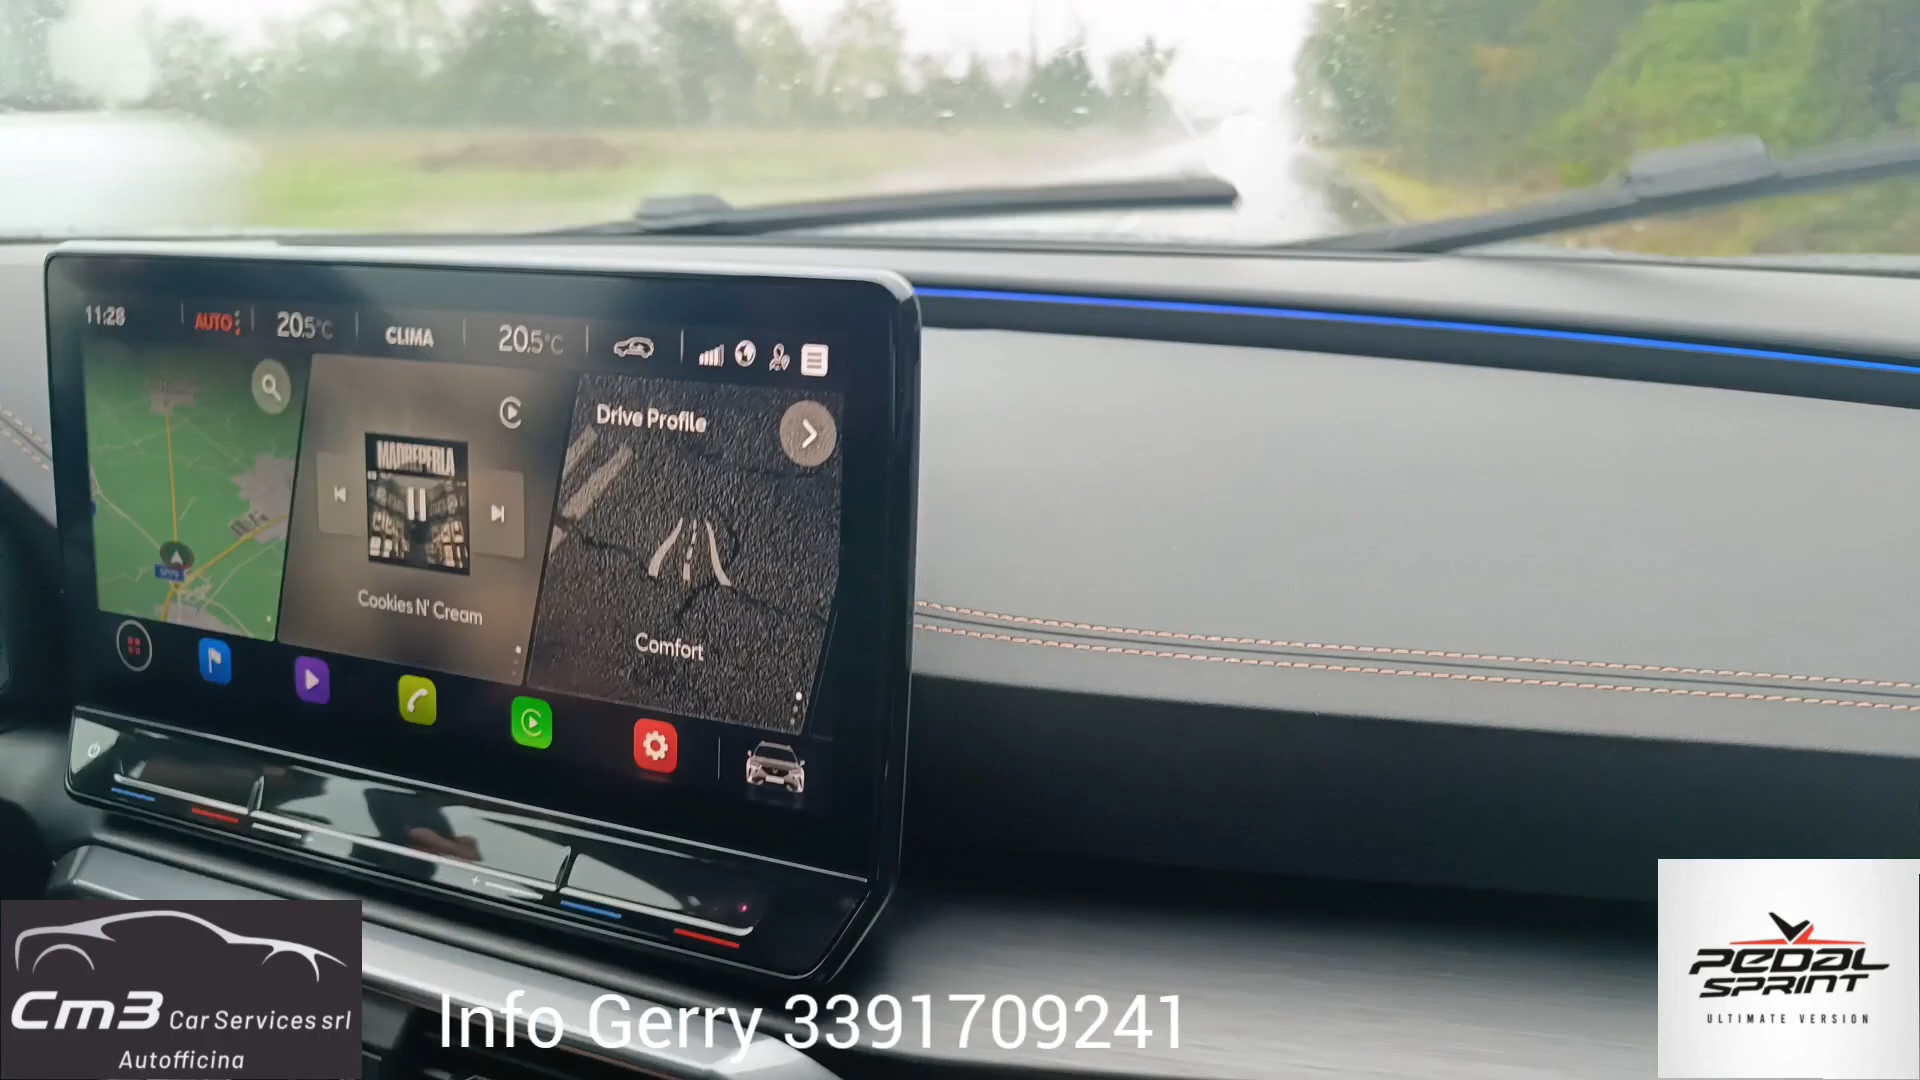 11:28
AUTO
20.5°C
CLIMA
20.5°C
MADREPERLA
Drive Profile
Cookies N' Cream
Comfort
Cm3 Car Services srl
Autofficina
Info Gerry 3391709241
PEDAL
SPRINT
ULTIMATE VERSION